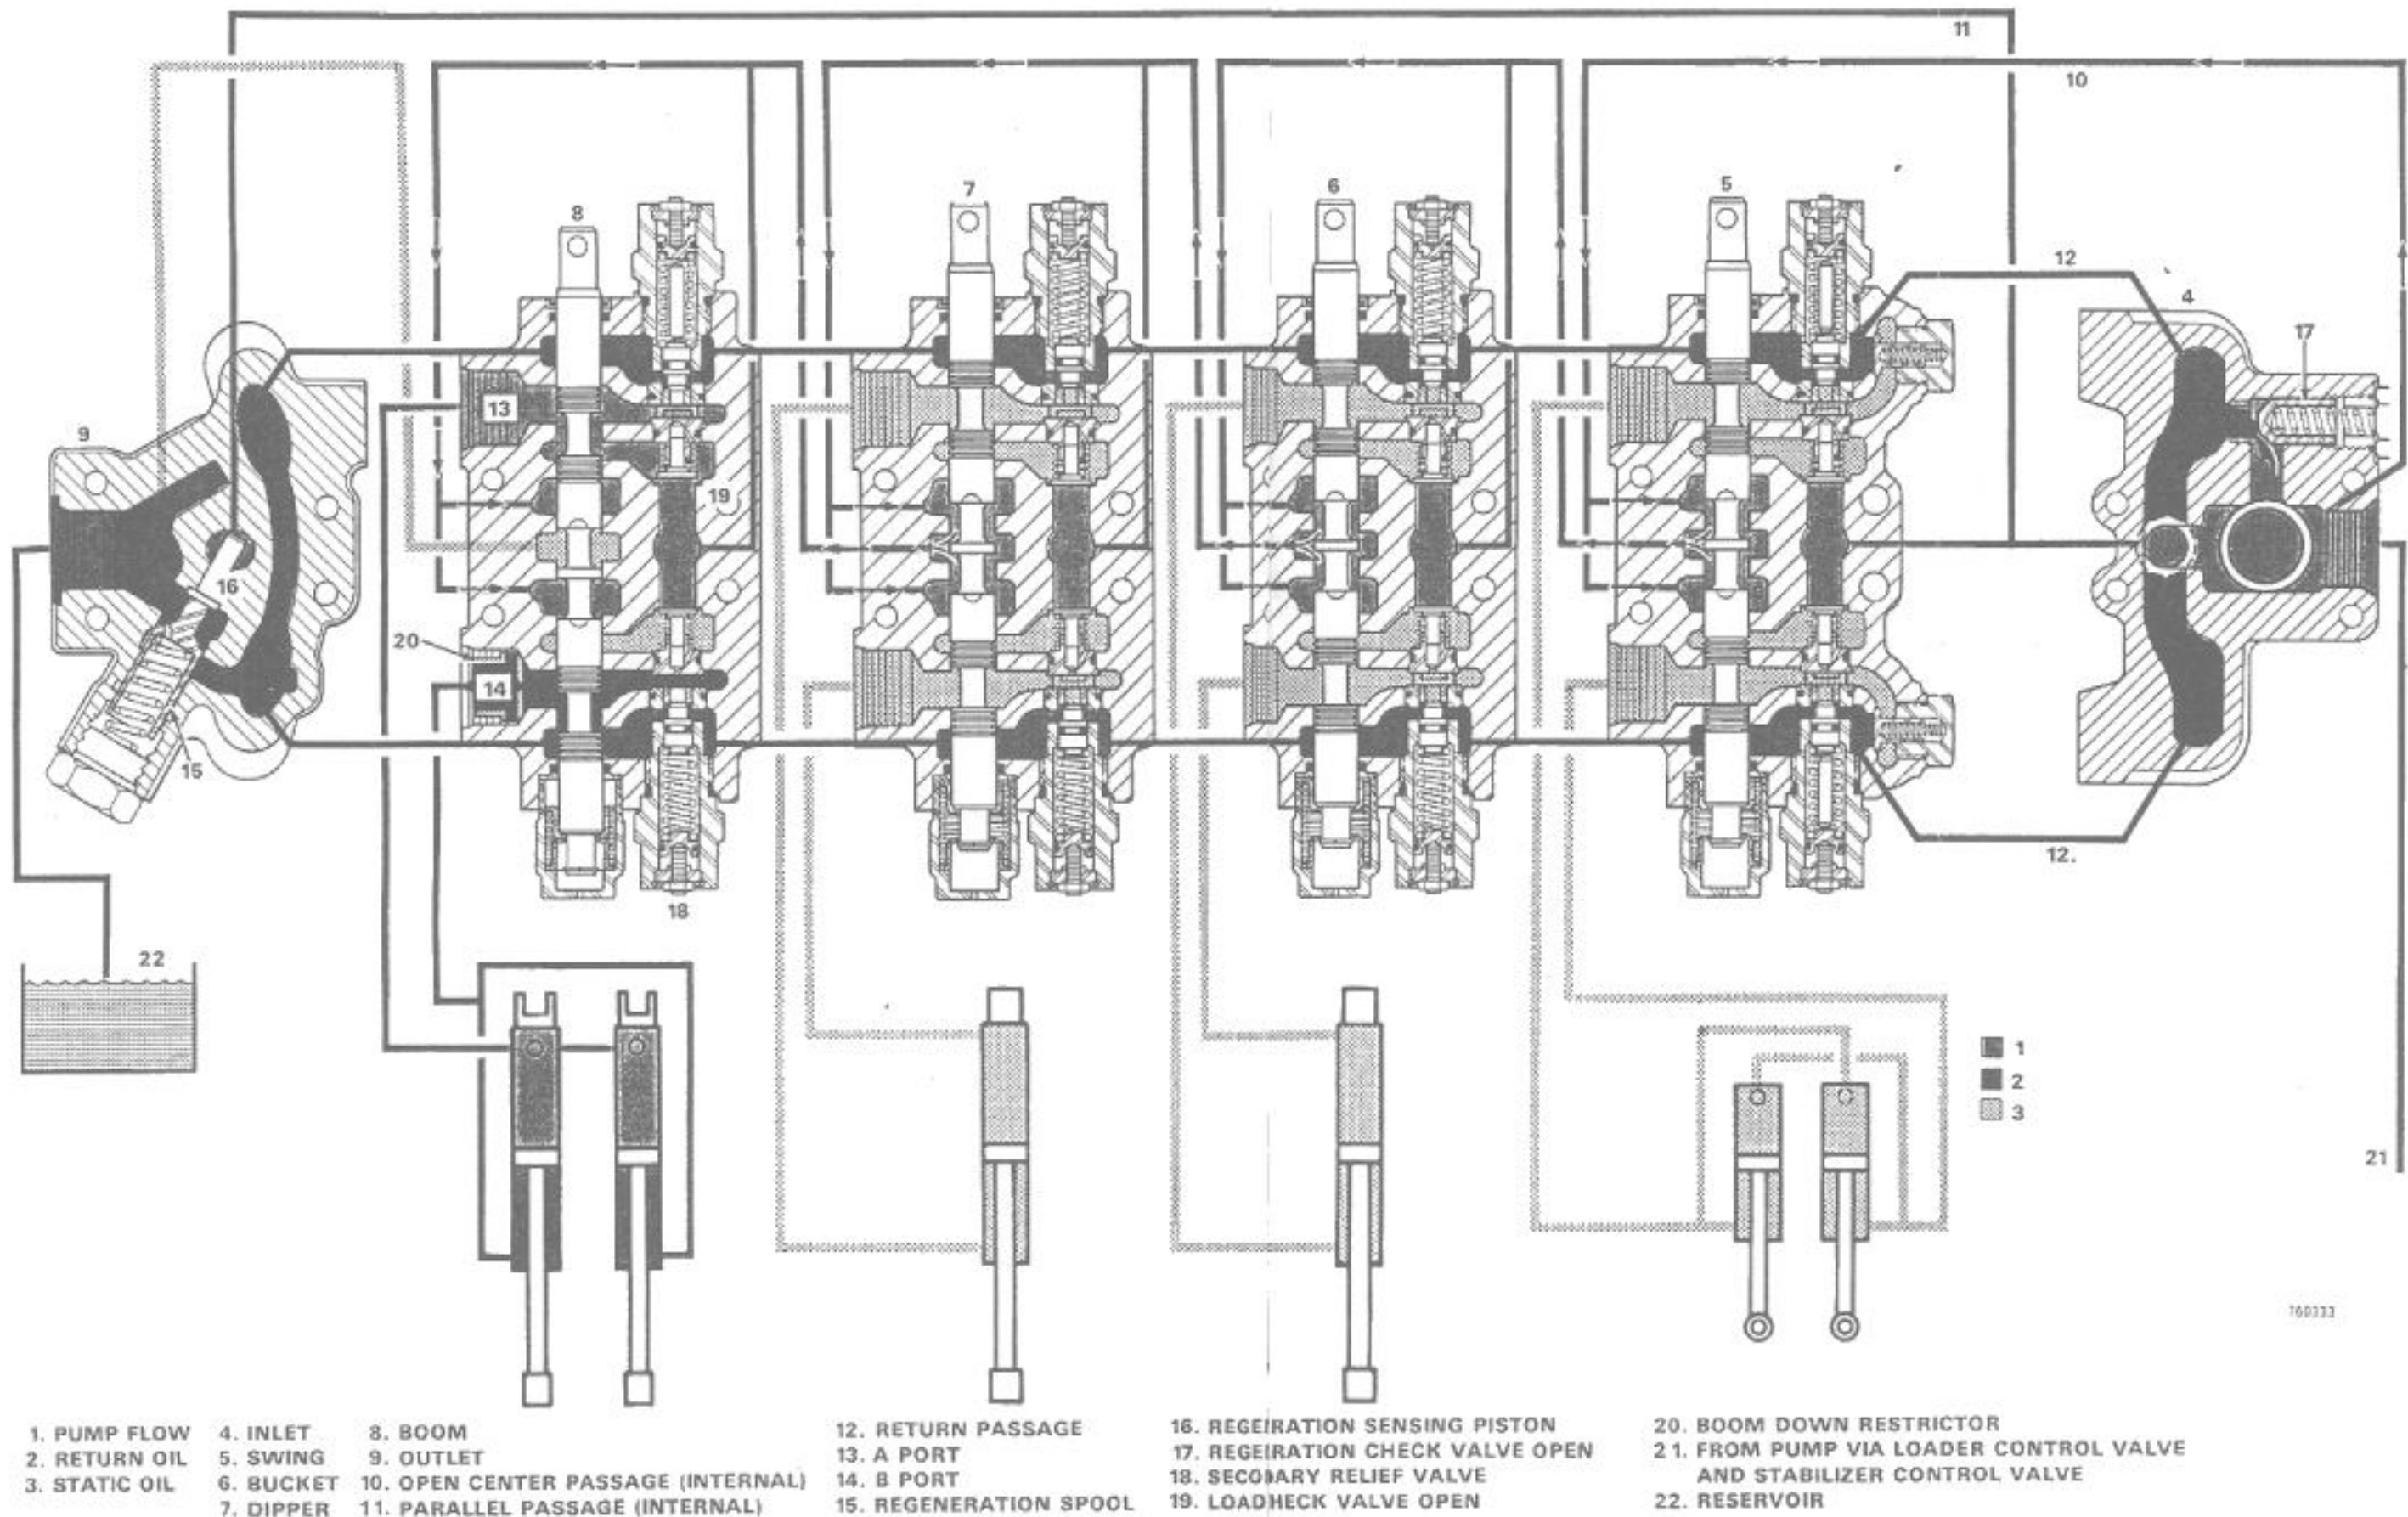 11
10
7
6
5
8
12
4
17
13
9
19
16
20
14
15
12.
18
22
1
2
3
21
760333
1. PUMP FLOW
2. RETURN OIL
3. STATIC OIL
4. INLET
5. SWING
6. BUCKET
7. DIPPER
8. BOOM
9. OUTLET
10. OPEN CENTER PASSAGE (INTERNAL)
11. PARALLEL PASSAGE (INTERNAL)
12. RETURN PASSAGE
13. A PORT
14. B PORT
15. REGENERATION SPOOL
16. REGEIRATION SENSING PISTON
17. REGEIRATION CHECK VALVE OPEN
18. SECODARY RELIEF VALVE
19. LOADHECK VALVE OPEN
20. BOOM DOWN RESTRICTOR
21. FROM PUMP VIA LOADER CONTROL VALVE
AND STABILIZER CONTROL VALVE
22. RESERVOIR